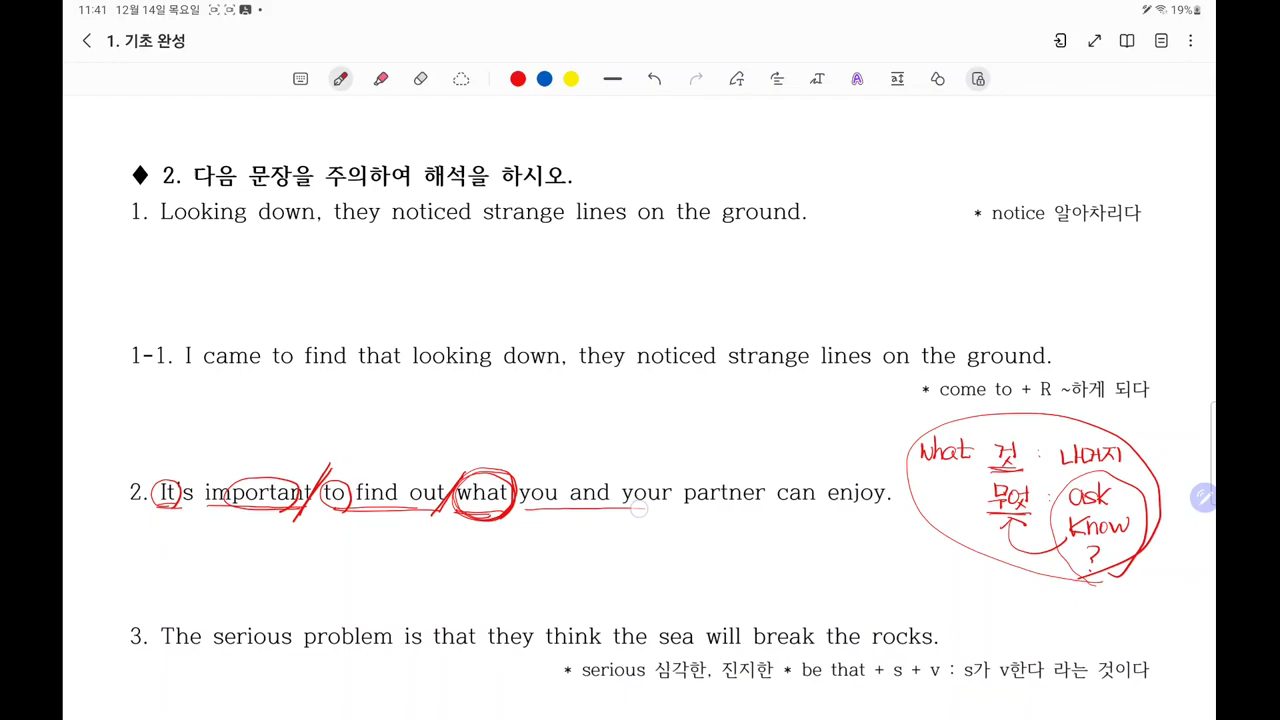 11:41 12월 14일 목요일 19%
1. 기초 완성
◆ 2. 다음 문장을 주의하여 해석을 하시오.
1. Looking down, they noticed strange lines on the ground. * notice 알아차리다
1-1. I came to find that looking down, they noticed strange lines on the ground.
* come to + R ~하게 되다
What 것 : 나머지
2. It's important to find out what you and your partner can enjoy. 무엇 : ask
Know
?
3. The serious problem is that they think the sea will break the rocks.
* serious 심각한, 진지한 * be that + s + v : s가 v한다 라는 것이다